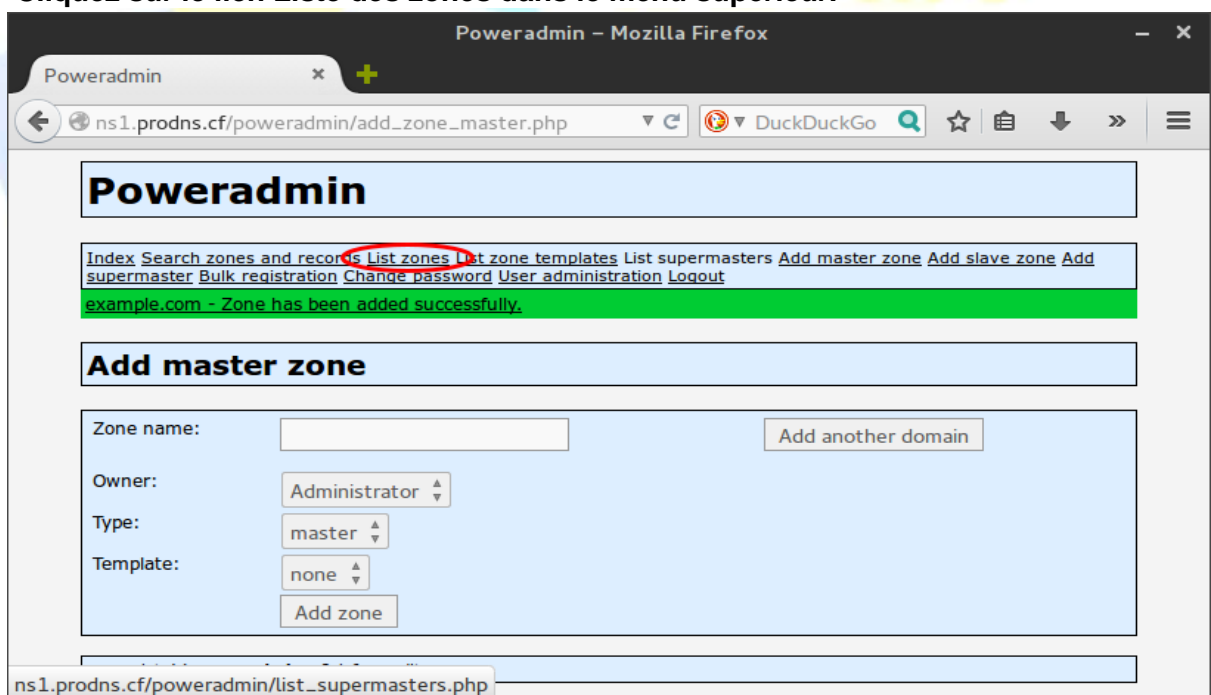 Poweradmin – Mozilla Firefox
Poweradmin
ns1.prodns.cf/poweradmin/add_zone_master.php
DuckDuckGo
Poweradmin
Index Search zones and records List zones List zone templates List supermasters Add master zone Add slave zone Add
supermaster Bulk registration Change password User administration Logout
example.com - Zone has been added successfully.
Add master zone
Zone name:
Add another domain
Owner:
Administrator
Type:
master
Template:
none
Add zone
ns1.prodns.cf/poweradmin/list_supermasters.php